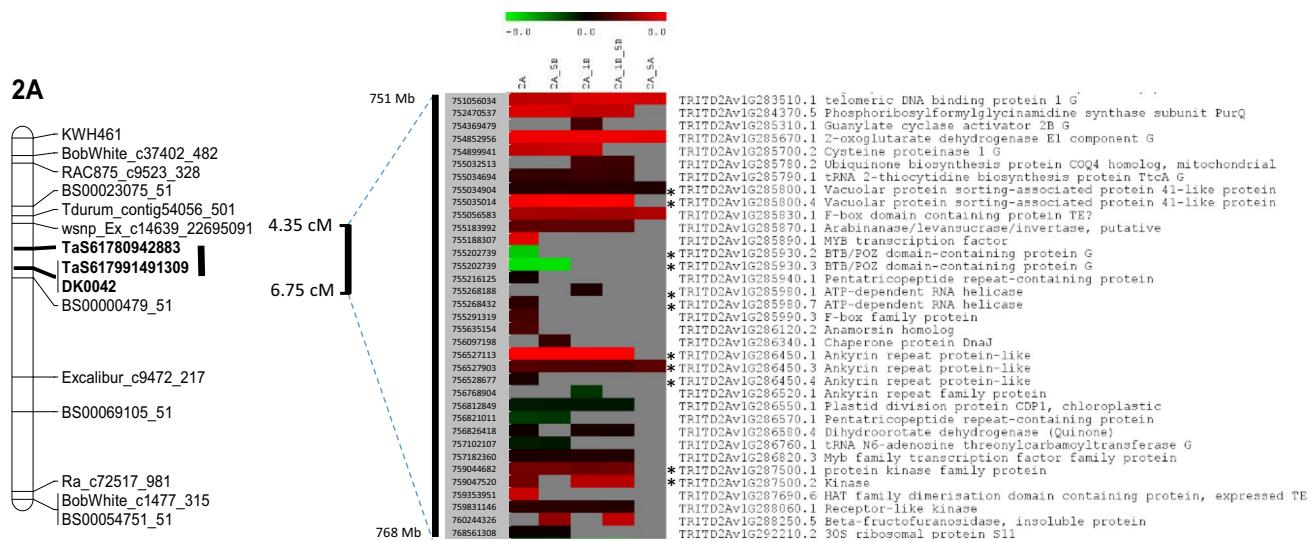 -8.0 0.0 8.0
2A 2A_5B 2A_1B 2A_1B_5B 2A_5A
2A
KWH461
BobWhite_c37402_482
RAC875_c9523_328
BS00023075_51
Tdurum_contig54056_501
wsnp_Ex_c14639_22695091
TaS61780942883
TaS617991491309
DK0042
BS00000479_51
Excalibur_c9472_217
BS00069105_51
Ra_c72517_981
BobWhite_c1477_315
BS00054751_51
4.35 cM
6.75 cM
751 Mb
768 Mb
751056034 TRITD2Av1G283510.1 telomeric DNA binding protein 1 G
752470537 TRITD2Av1G284370.5 Phosphoribosylformylglycinamidine synthase subunit PurQ
754369479 TRITD2Av1G285310.1 Guanylate cyclase activator 2B G
754852956 TRITD2Av1G285670.1 2-oxoglutarate dehydrogenase E1 component G
754899941 TRITD2Av1G285700.2 Cysteine proteinase 1 G
755032513 TRITD2Av1G285780.2 Ubiquinone biosynthesis protein COQ4 homolog, mitochondrial
755034694 TRITD2Av1G285790.1 tRNA 2-thiocytidine biosynthesis protein TtcA G
755034904 * TRITD2Av1G285800.1 Vacuolar protein sorting-associated protein 41-like protein
755035014 * TRITD2Av1G285800.4 Vacuolar protein sorting-associated protein 41-like protein
755056583 TRITD2Av1G285830.1 F-box domain containing protein TE?
755183992 TRITD2Av1G285870.1 Arabinanase/levansucrase/invertase, putative
755188307 TRITD2Av1G285890.1 MYB transcription factor
755202739 * TRITD2Av1G285930.2 BTB/POZ domain-containing protein G
755202739 * TRITD2Av1G285930.3 BTB/POZ domain-containing protein G
755216125 TRITD2Av1G285940.1 Pentatricopeptide repeat-containing protein
755268188 * TRITD2Av1G285980.1 ATP-dependent RNA helicase
755268432 * TRITD2Av1G285980.7 ATP-dependent RNA helicase
755291319 TRITD2Av1G285990.3 F-box family protein
755635154 TRITD2Av1G286120.2 Anamorsin homolog
756097198 TRITD2Av1G286340.1 Chaperone protein DnaJ
756527113 * TRITD2Av1G286450.1 Ankyrin repeat protein-like
756527903 * TRITD2Av1G286450.3 Ankyrin repeat protein-like
756528677 * TRITD2Av1G286450.4 Ankyrin repeat protein-like
756768904 TRITD2Av1G286520.1 Ankyrin repeat family protein
756812849 TRITD2Av1G286550.1 Plastid division protein CDP1, chloroplastic
756821011 TRITD2Av1G286570.1 Pentatricopeptide repeat-containing protein
756826418 TRITD2Av1G286580.4 Dihydroorotate dehydrogenase (Quinone)
757102107 TRITD2Av1G286760.1 tRNA N6-adenosine threonylcarbamoyltransferase G
757182360 TRITD2Av1G286820.3 Myb family transcription factor family protein
759044682 * TRITD2Av1G287500.1 protein kinase family protein
759047520 * TRITD2Av1G287500.2 Kinase
759353951 TRITD2Av1G287690.6 HAT family dimerisation domain containing protein, expressed TE
759831146 TRITD2Av1G288060.1 Receptor-like kinase
760244326 TRITD2Av1G288250.5 Beta-fructofuranosidase, insoluble protein
768561308 TRITD2Av1G292210.2 30S ribosomal protein S11